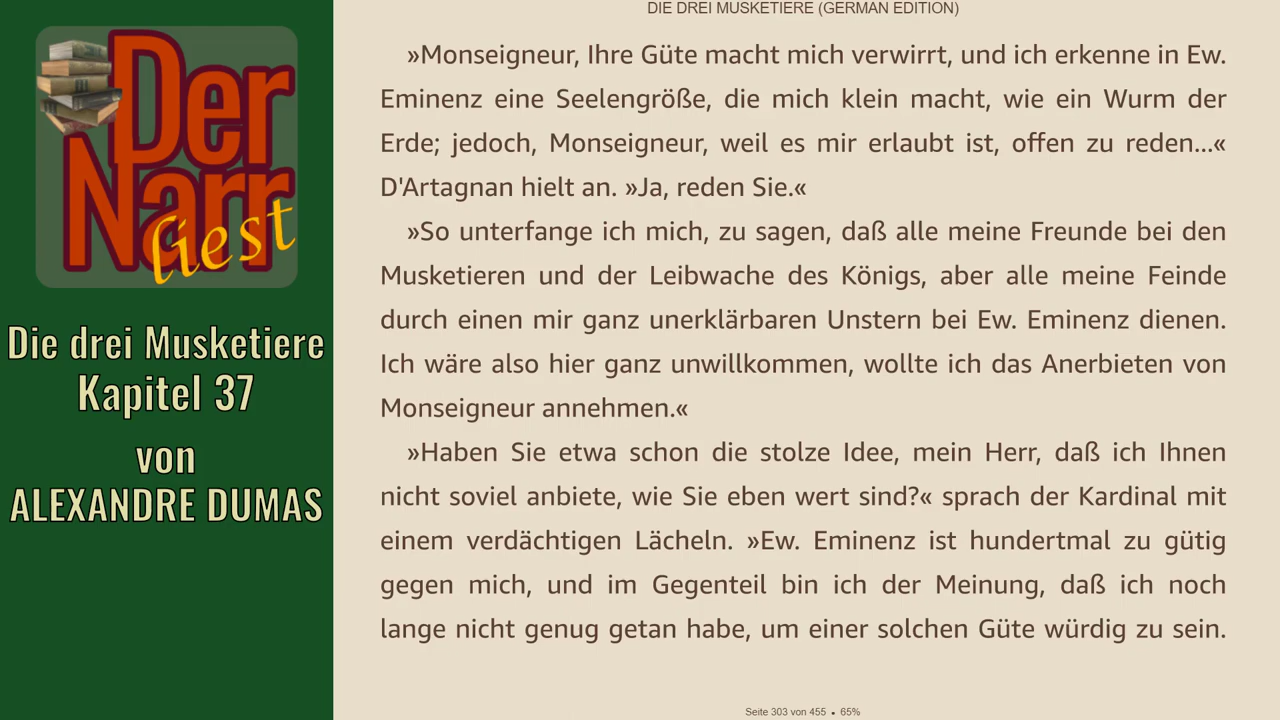 Der
Narr
liest
Die drei Musketiere
Kapitel 37
von
ALEXANDRE DUMAS
DIE DREI MUSKETIERE (GERMAN EDITION)
»Monseigneur, Ihre Güte macht mich verwirrt, und ich erkenne in Ew.
Eminenz eine Seelengröße, die mich klein macht, wie ein Wurm der
Erde; jedoch, Monseigneur, weil es mir erlaubt ist, offen zu reden...«
D'Artagnan hielt an. »Ja, reden Sie.«
»So unterfange ich mich, zu sagen, daß alle meine Freunde bei den
Musketieren und der Leibwache des Königs, aber alle meine Feinde
durch einen mir ganz unerklärbaren Unstern bei Ew. Eminenz dienen.
Ich wäre also hier ganz unwillkommen, wollte ich das Anerbieten von
Monseigneur annehmen.«
»Haben Sie etwa schon die stolze Idee, mein Herr, daß ich Ihnen
nicht soviel anbiete, wie Sie eben wert sind?« sprach der Kardinal mit
einem verdächtigen Lächeln. »Ew. Eminenz ist hundertmal zu gütig
gegen mich, und im Gegenteil bin ich der Meinung, daß ich noch
lange nicht genug getan habe, um einer solchen Güte würdig zu sein.
Seite 303 von 455 • 65%